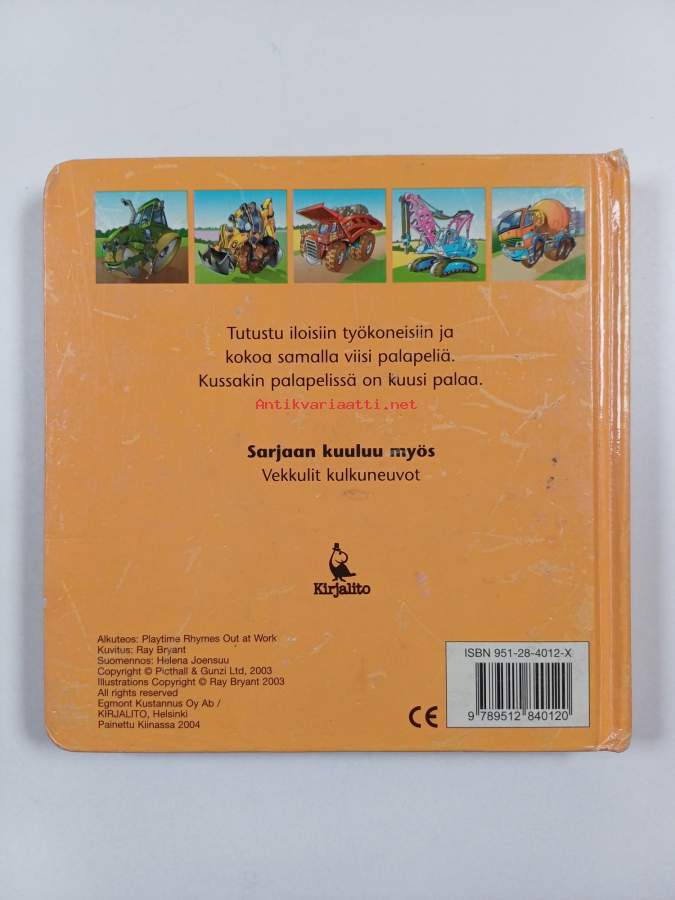 Tutustu iloisiin työkoneisiin ja
kokoa samalla viisi palapeliä.
Kussakin palapelissä on kuusi palaa.
Antikvariaatti.net
Sarjaan kuuluu myös
Vekkulit kulkuneuvot
Kirjalito
Alkuteos: Playtime Rhymes Out at Work
Kuvitus: Ray Bryant
Suomennos: Helena Joensuu
Copyright © Picthall & Gunzi Ltd, 2003
Illustrations Copyright © Ray Bryant 2003
All rights reserved
Egmont Kustannus Oy Ab /
KIRJALITO, Helsinki
Painettu Kiinassa 2004
CE
ISBN 951-28-4012-X
9 789512 840120